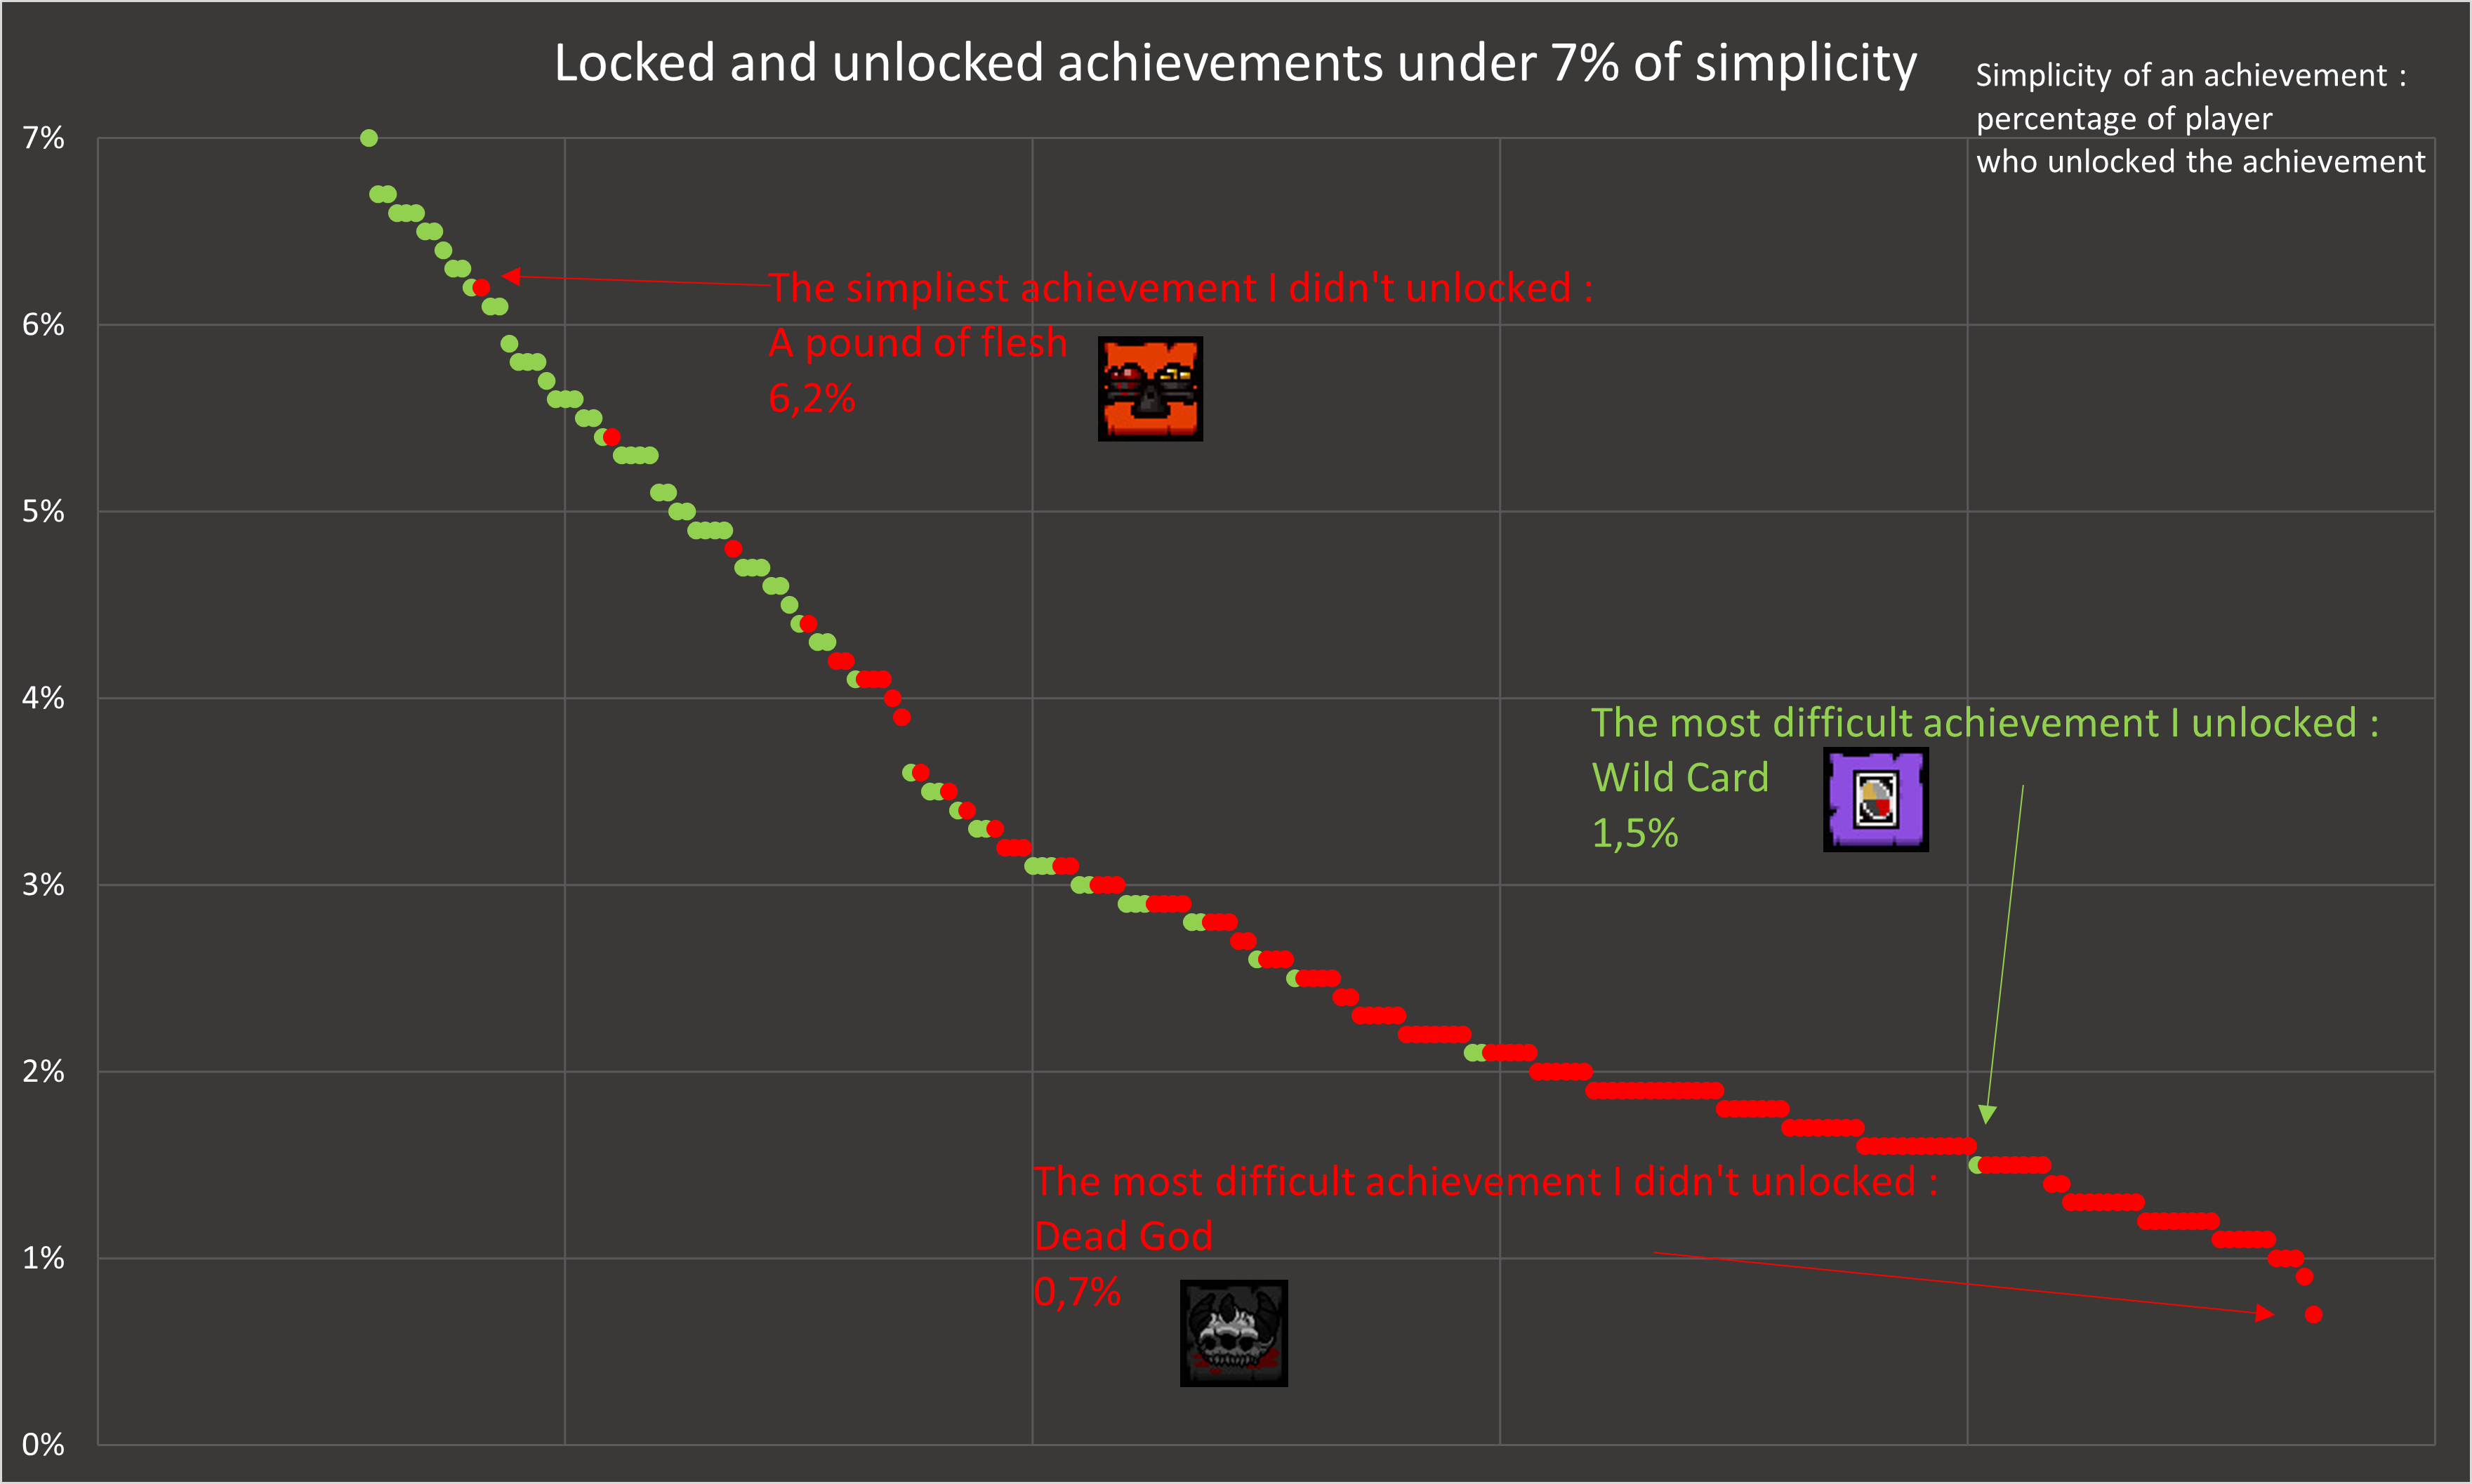 Locked and unlocked achievements under 7% of simplicity
Simplicity of an achievement :
percentage of player
who unlocked the achievement
7%
6%
5%
4%
3%
2%
1%
0%
The simpliest achievement I didn't unlocked :
A pound of flesh
6,2%
The most difficult achievement I unlocked :
Wild Card
1,5%
The most difficult achievement I didn't unlocked :
Dead God
0,7%